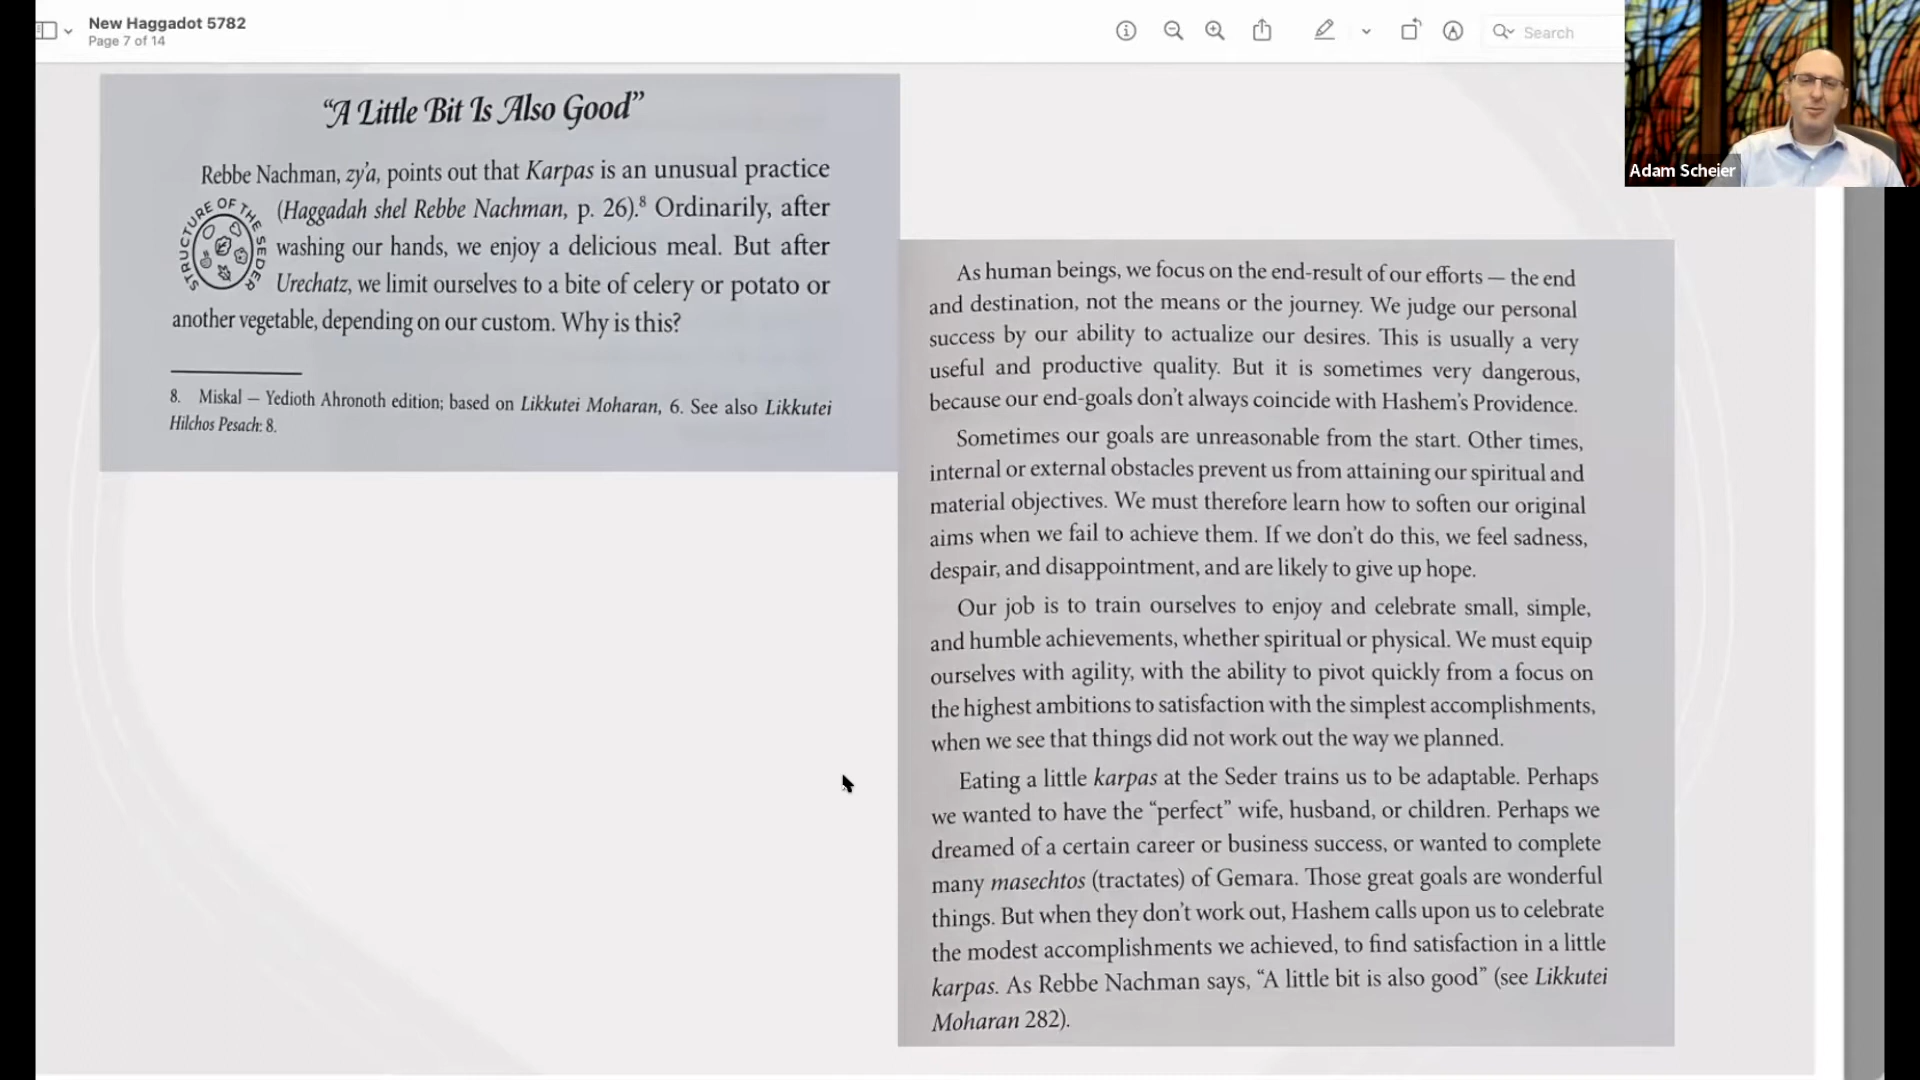 New Haggadot 5782
Page 7 of 14
Search
Adam Scheier
“A Little Bit Is Also Good”
Rebbe Nachman, zy’a, points out that Karpas is an unusual practice
(Haggadah shel Rebbe Nachman, p. 26).⁸ Ordinarily, after
washing our hands, we enjoy a delicious meal. But after
Urechatz, we limit ourselves to a bite of celery or potato or
another vegetable, depending on our custom. Why is this?
STRUCTURE OF THE SEDER
8. Miskal — Yedioth Ahronoth edition; based on Likkutei Moharan, 6. See also Likkutei
Hilchos Pesach: 8.
As human beings, we focus on the end-result of our efforts — the end
and destination, not the means or the journey. We judge our personal
success by our ability to actualize our desires. This is usually a very
useful and productive quality. But it is sometimes very dangerous,
because our end-goals don’t always coincide with Hashem’s Providence.
Sometimes our goals are unreasonable from the start. Other times,
internal or external obstacles prevent us from attaining our spiritual and
material objectives. We must therefore learn how to soften our original
aims when we fail to achieve them. If we don’t do this, we feel sadness,
despair, and disappointment, and are likely to give up hope.
Our job is to train ourselves to enjoy and celebrate small, simple,
and humble achievements, whether spiritual or physical. We must equip
ourselves with agility, with the ability to pivot quickly from a focus on
the highest ambitions to satisfaction with the simplest accomplishments,
when we see that things did not work out the way we planned.
Eating a little karpas at the Seder trains us to be adaptable. Perhaps
we wanted to have the “perfect” wife, husband, or children. Perhaps we
dreamed of a certain career or business success, or wanted to complete
many masechtos (tractates) of Gemara. Those great goals are wonderful
things. But when they don’t work out, Hashem calls upon us to celebrate
the modest accomplishments we achieved, to find satisfaction in a little
karpas. As Rebbe Nachman says, “A little bit is also good” (see Likkutei
Moharan 282).